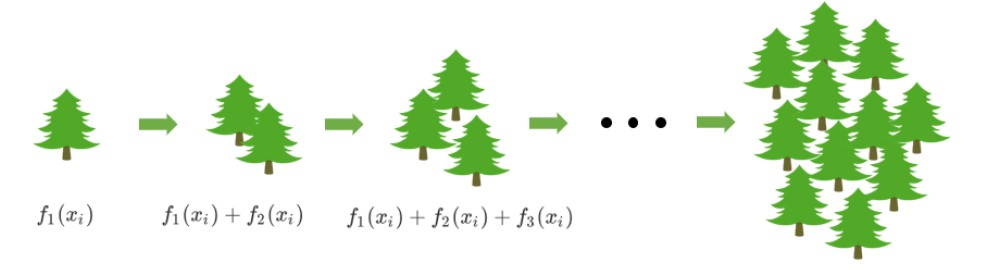 f₁(xᵢ)
f₁(xᵢ) + f₂(xᵢ)
f₁(xᵢ) + f₂(xᵢ) + f₃(xᵢ)